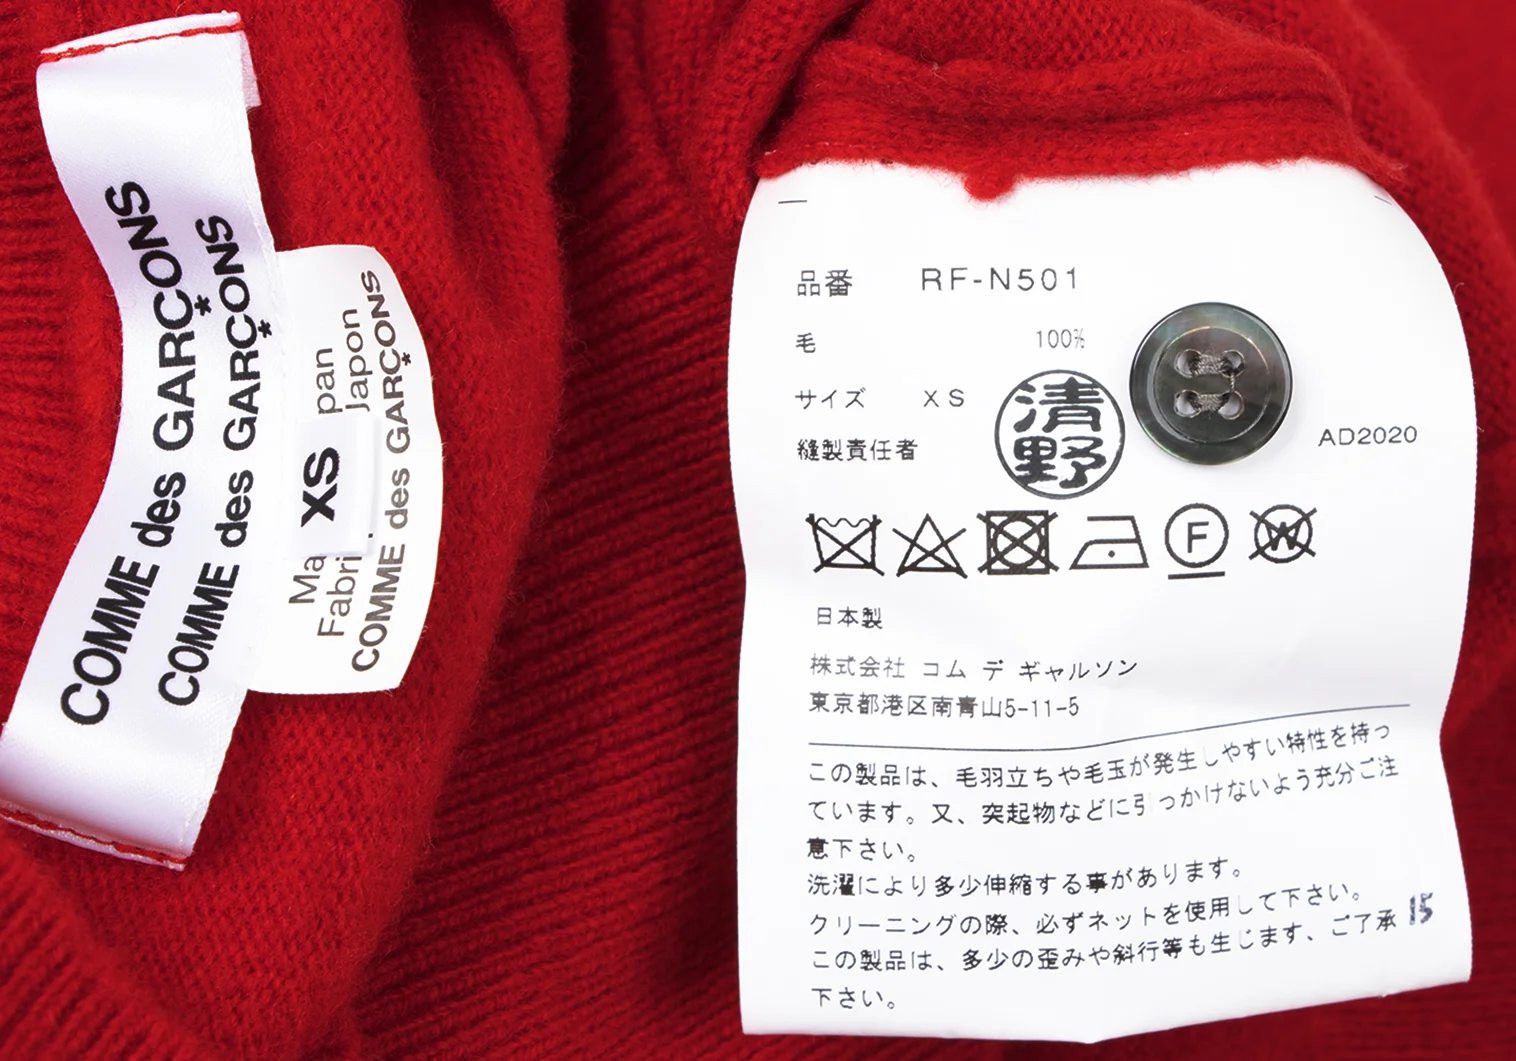 COMME des GARÇONS
COMME des GARÇONS
XS
pan
Japon
Ma
Fabri
COMME des GARÇONS
品番 RF-N501
毛 100%
サイズ XS
縫製責任者 清野
AD2020
F
W
日本製
株式会社 コム デ ギャルソン
東京都港区南青山5-11-5
この製品は、毛羽立ちや毛玉が発生しやすい特性を持っ
ています。又、突起物などに引っかけないよう充分ご注
意下さい。
洗濯により多少伸縮する事があります。
クリーニングの際、必ずネットを使用して下さい。
この製品は、多少の歪みや斜行等も生じます、ご了承
下さい。
15